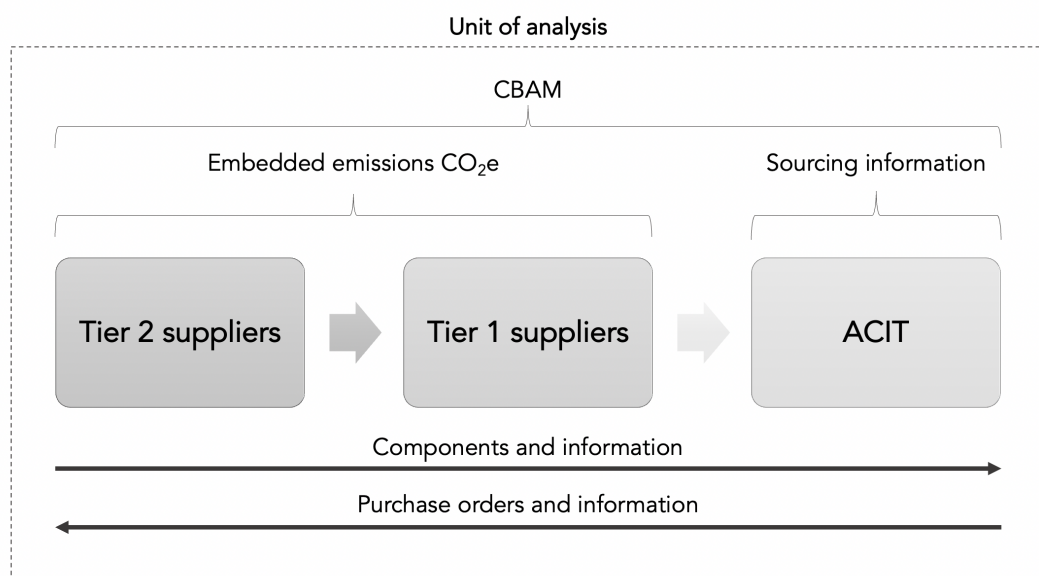 Unit of analysis
CBAM
Embedded emissions CO₂e
Sourcing information
Tier 2 suppliers
Tier 1 suppliers
ACIT
Components and information
Purchase orders and information